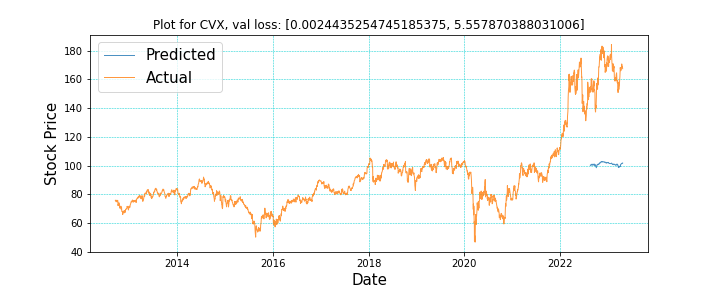 Plot for CVX, val loss: [0.0024435254745185375, 5.557870388031006]
Predicted
Actual
Stock Price
180
160
140
120
100
80
60
40
2014
2016
2018
2020
2022
Date